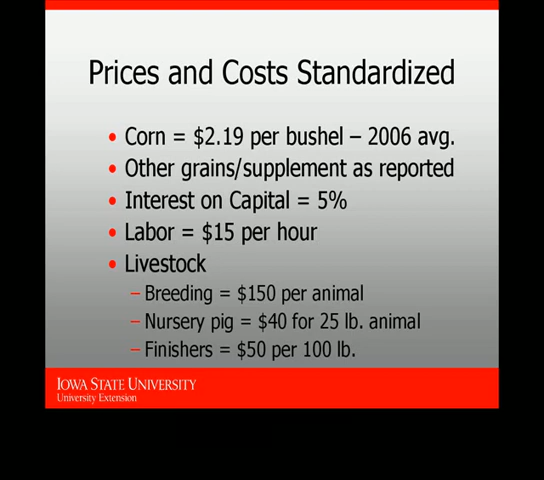 Prices and Costs Standardized
• Corn = $2.19 per bushel – 2006 avg.
• Other grains/supplement as reported
• Interest on Capital = 5%
• Labor = $15 per hour
• Livestock
– Breeding = $150 per animal
– Nursery pig = $40 for 25 lb. animal
– Finishers = $50 per 100 lb.
IOWA STATE UNIVERSITY
University Extension